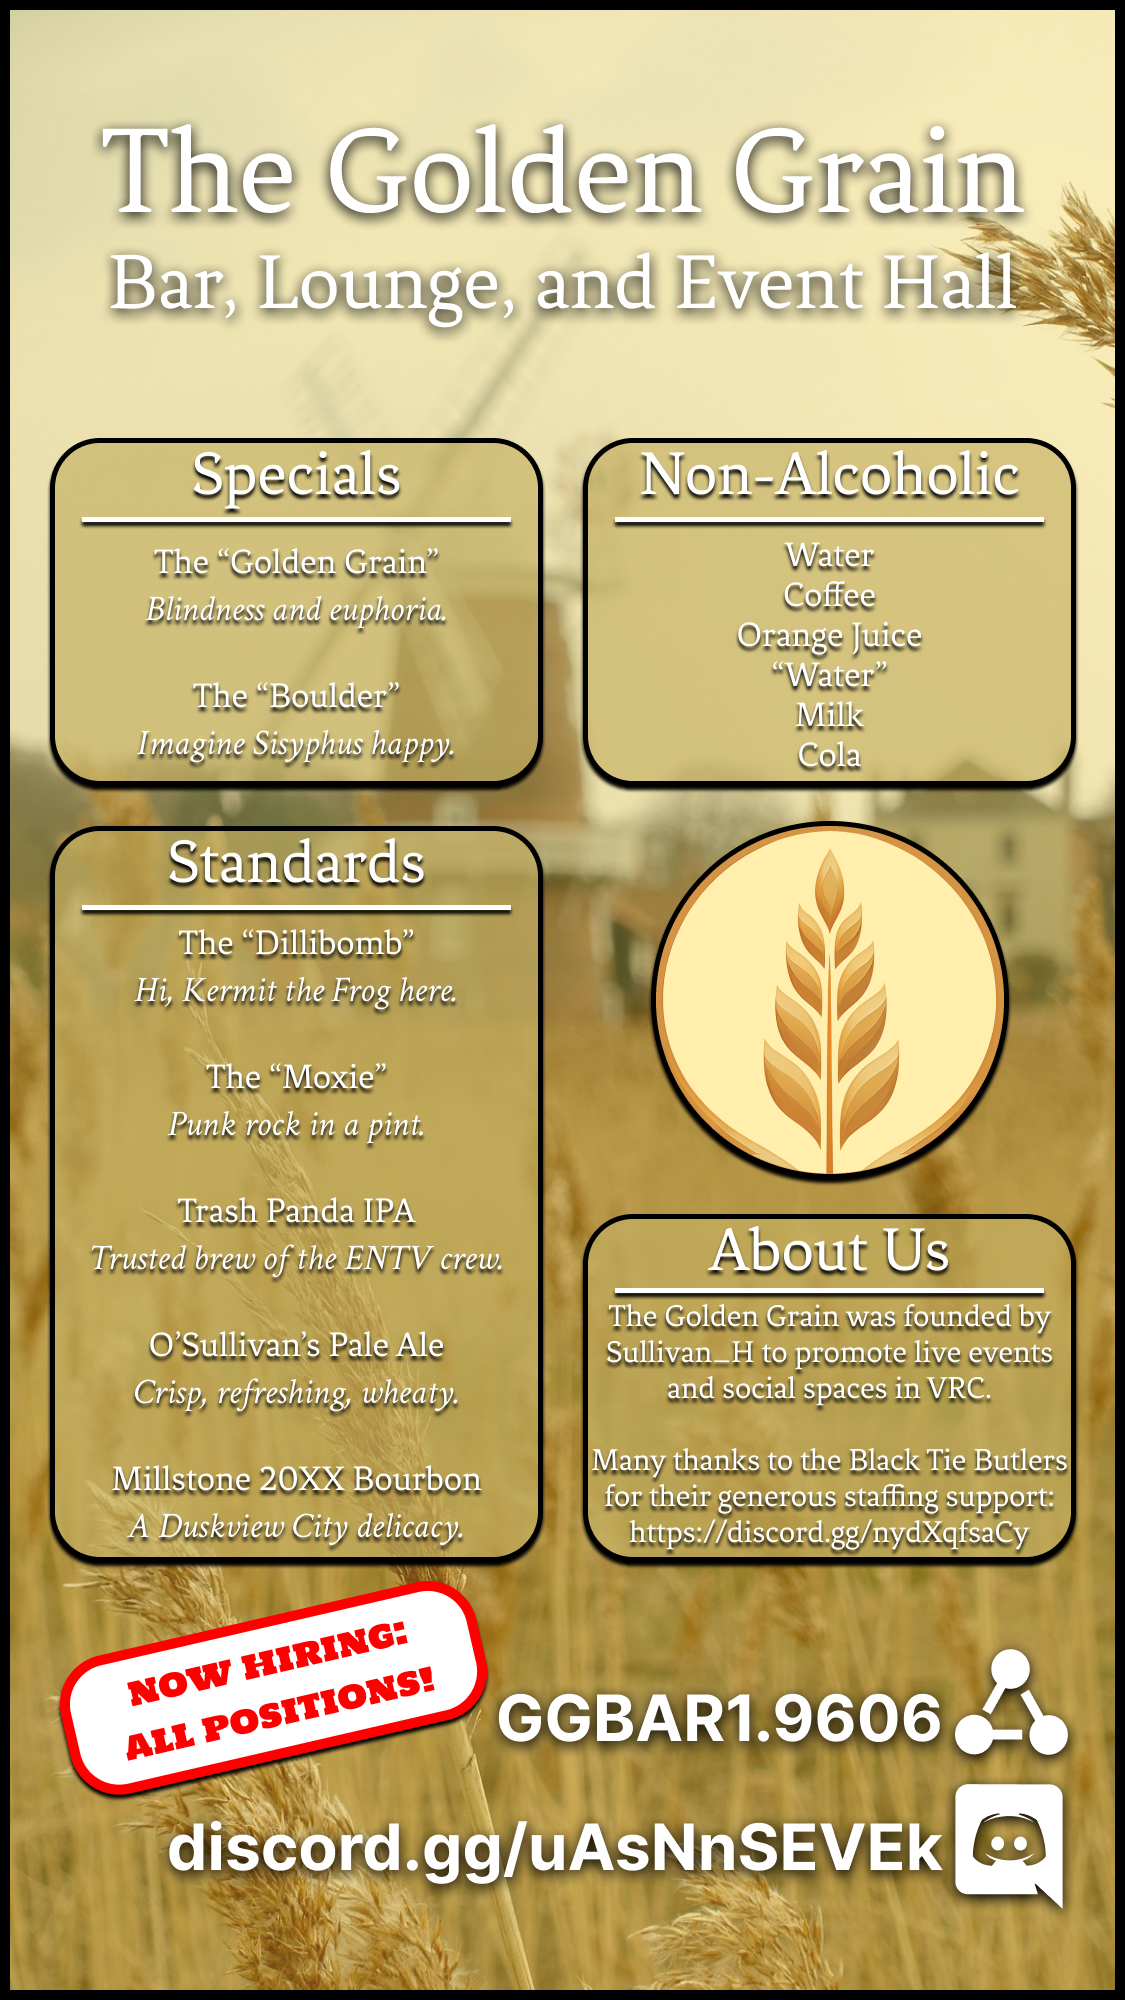 The Golden Grain
Bar, Lounge, and Event Hall
Specials
The “Golden Grain”
Blindness and euphoria.
The “Boulder”
Imagine Sisyphus happy.
Non-Alcoholic
Water
Coffee
Orange Juice
“Water”
Milk
Cola
Standards
The “Dillibomb”
Hi, Kermit the Frog here.
The “Moxie”
Punk rock in a pint.
Trash Panda IPA
Trusted brew of the ENTV crew.
O’Sullivan’s Pale Ale
Crisp, refreshing, wheaty.
Millstone 20XX Bourbon
A Duskview City delicacy.
About Us
The Golden Grain was founded by
Sullivan_H to promote live events
and social spaces in VRC.
Many thanks to the Black Tie Butlers
for their generous staffing support:
https://discord.gg/nydXqfsaCy
NOW HIRING:
ALL POSITIONS!
GGBAR1.9606
discord.gg/uAsNnSEVEk